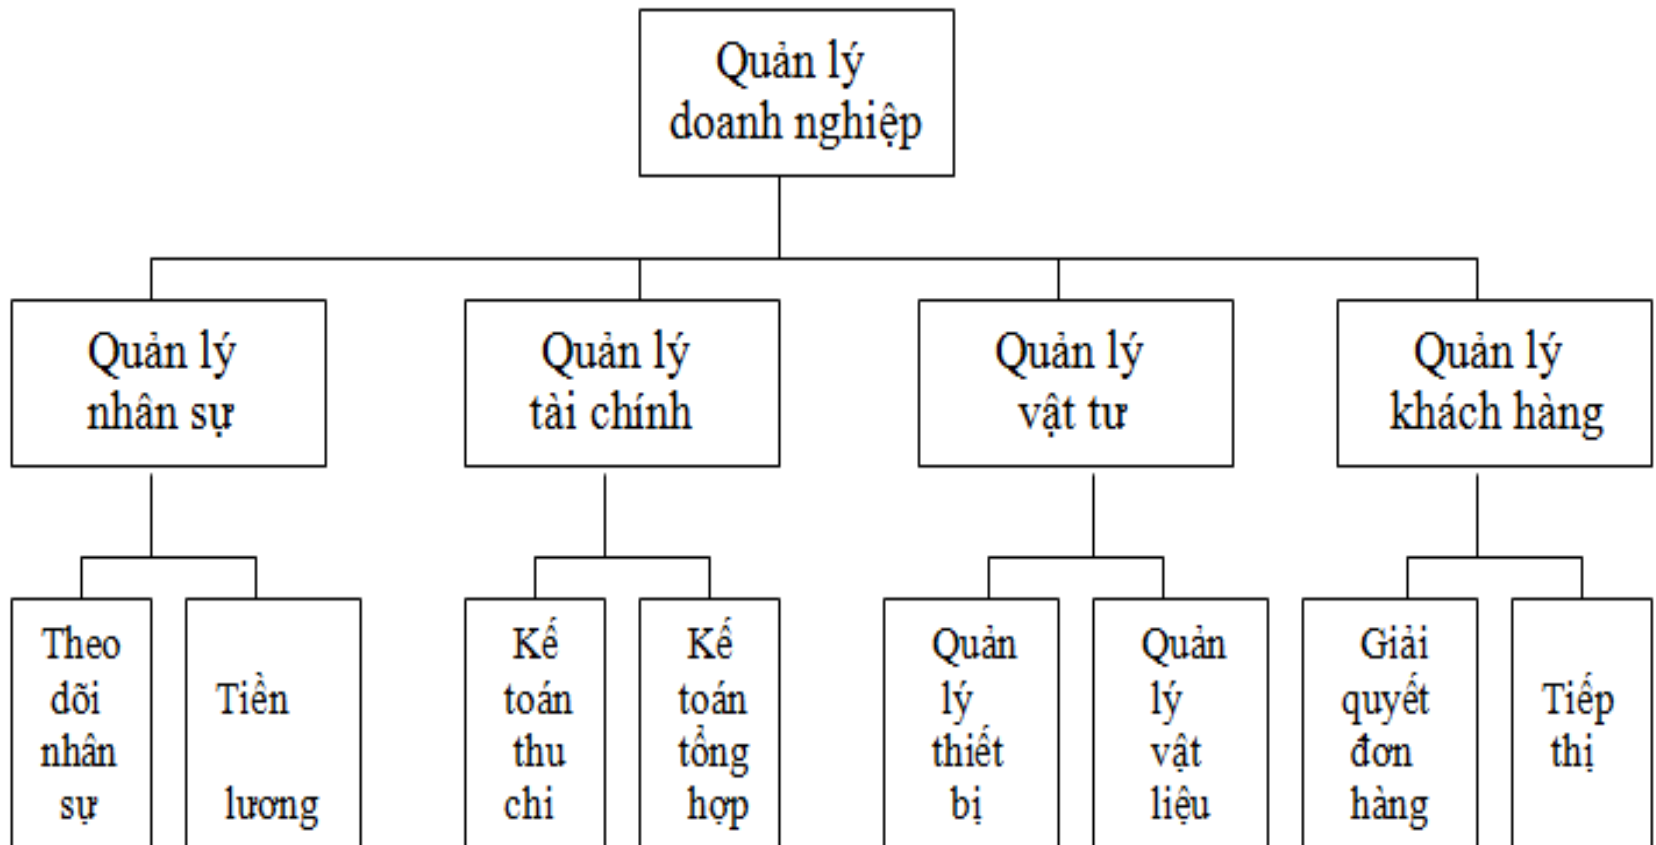 Quản lý
doanh nghiệp
Quản lý
nhân sự
Quản lý
tài chính
Quản lý
vật tư
Quản lý
khách hàng
Theo
dõi
nhân
sự
Tiền
lương
Kế
toán
thu
chi
Kế
toán
tổng
hợp
Quản
lý
thiết
bị
Quản
lý
vật
liệu
Giải
quyết
đơn
hàng
Tiếp
thị